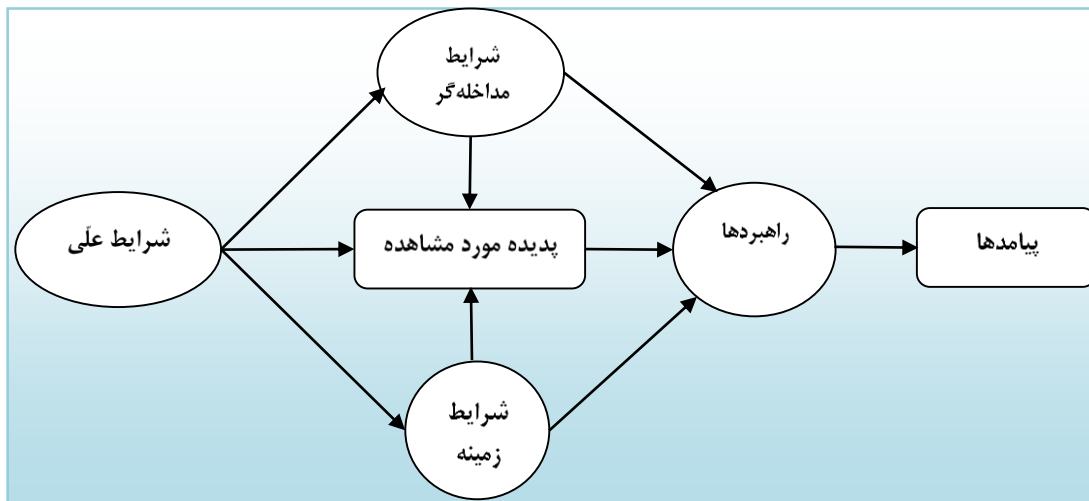 شرایط
مداخله‌گر
شرایط علّی
پدیده مورد مشاهده
راهبردها
پیامدها
شرایط
زمینه